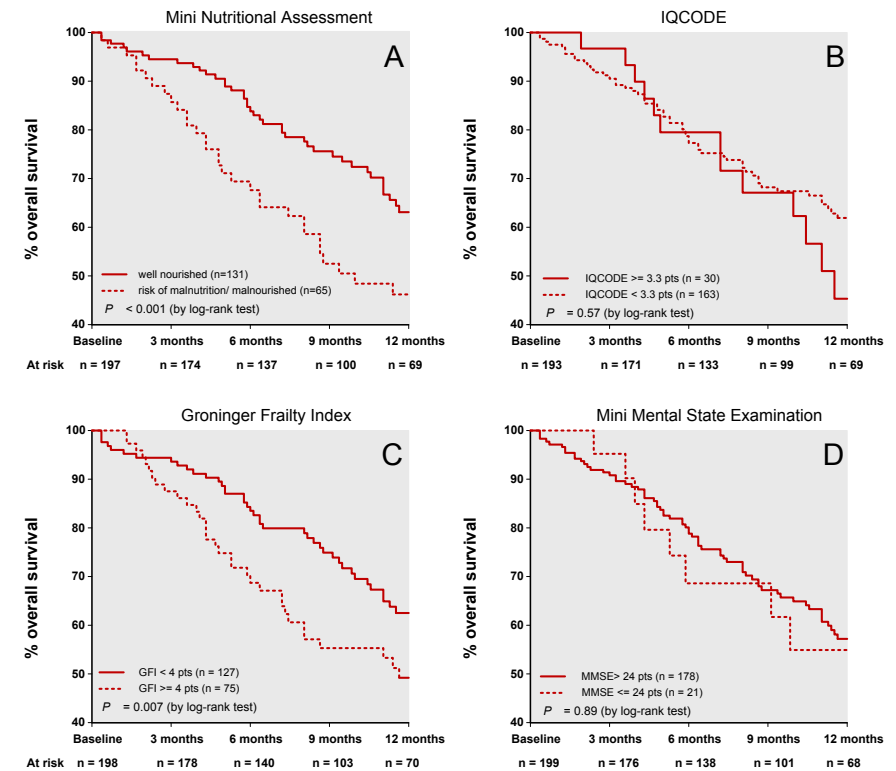 Mini Nutritional Assessment
A
100
90
80
70
60
50
40
% overall survival
well nourished (n=131)
risk of malnutrition/ malnourished (n=65)
P < 0.001 (by log-rank test)
Baseline 3 months 6 months 9 months 12 months
At risk n = 197 n = 174 n = 137 n = 100 n = 69
IQCODE
B
100
90
80
70
60
50
40
% overall survival
IQCODE >= 3.3 pts (n = 30)
IQCODE < 3.3 pts (n = 163)
P = 0.57 (by log-rank test)
Baseline 3 months 6 months 9 months 12 months
n = 193 n = 171 n = 133 n = 99 n = 69
Groninger Frailty Index
C
100
90
80
70
60
50
40
% overall survival
GFI < 4 pts (n = 127)
GFI >= 4 pts (n = 75)
P = 0.007 (by log-rank test)
Baseline 3 months 6 months 9 months 12 months
At risk n = 198 n = 178 n = 140 n = 103 n = 70
Mini Mental State Examination
D
100
90
80
70
60
50
40
% overall survival
MMSE> 24 pts (n = 178)
MMSE <= 24 pts (n = 21)
P = 0.89 (by log-rank test)
Baseline 3 months 6 months 9 months 12 months
n = 199 n = 176 n = 138 n = 101 n = 68